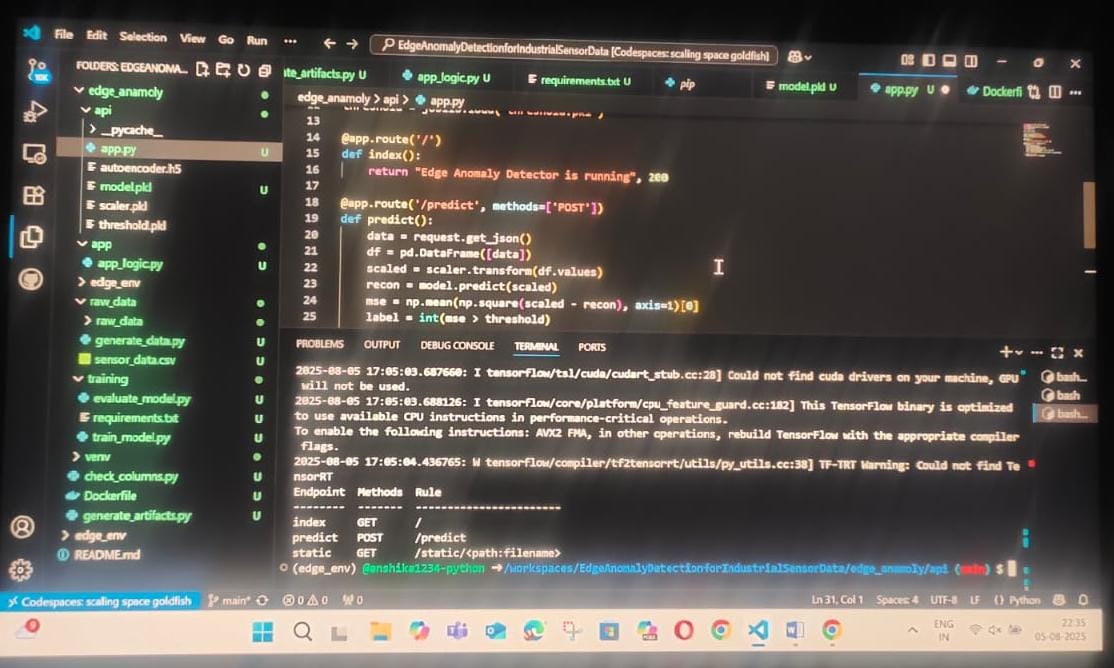 File Edit Selection View Go Run ...
EdgeAnomalyDetectionforIndustrialSensorData [Codespaces: scaling space goldfish]
FOLDERS: EDGEANOMA...
edge_anamoly
api
__pycache__
app.py U
autoencoder.h5
model.pkl U
scaler.pkl
threshold.pkl
app
app_logic.py U
edge_env
raw_data
raw_data
generate_data.py U
sensor_data.csv U
training
evaluate_model.py U
requirements.txt U
train_model.py U
venv
check_columns.py U
Dockerfile U
generate_artifacts.py U
edge_env
README.md
10K
ate_artifacts.py U app_logic.py U requirements.txt U pip model.pkl U app.py U Dockerfi ...
edge_anamoly > api > app.py
13
14 @app.route('/')
15 def index():
16 return "Edge Anomaly Detector is running", 200
17
18 @app.route('/predict', methods=['POST'])
19 def predict():
20 data = request.get_json()
21 df = pd.DataFrame([data])
22 scaled = scaler.transform(df.values)
23 recon = model.predict(scaled)
24 mse = np.mean(np.square(scaled - recon), axis=1)[0]
25 label = int(mse > threshold)
PROBLEMS OUTPUT DEBUG CONSOLE TERMINAL PORTS
2025-08-05 17:05:03.687660: I tensorflow/tsl/cuda/cudart_stub.cc:28] Could not find cuda drivers on your machine, GPU
will not be used.
2025-08-05 17:05:03.688126: I tensorflow/core/platform/cpu_feature_guard.cc:182] This TensorFlow binary is optimized
to use available CPU instructions in performance-critical operations.
To enable the following instructions: AVX2 FMA, in other operations, rebuild TensorFlow with the appropriate compiler
flags.
2025-08-05 17:05:04.436765: W tensorflow/compiler/tf2tensorrt/utils/py_utils.cc:38] TF-TRT Warning: Could not find Te
nsorRT
Endpoint Methods Rule
-------- ------- -----------------------
index GET /
predict POST /predict
static GET /static/<path:filename>
(edge_env) @anshika1234-python → /workspaces/EdgeAnomalyDetectionforIndustrialSensorData/edge_anamoly/api (main) $
bash...
bash...
bash...
Codespaces: scaling space goldfish main* 0 0 0 Ln 31, Col 1 Spaces: 4 UTF-8 LF {} Python
ENG
IN
22:35
05-08-2025